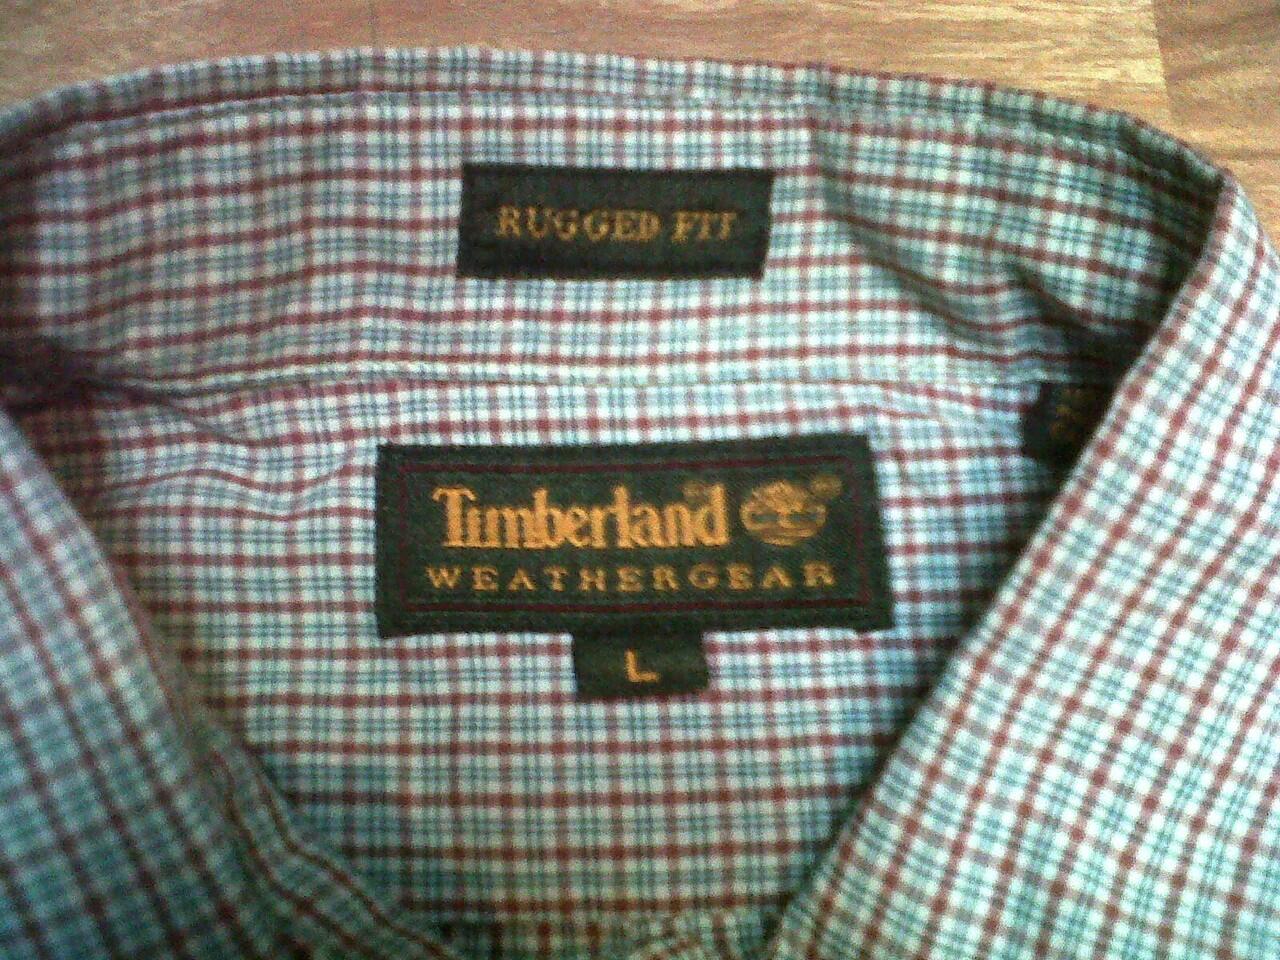 RUGGED FIT
Timberland®
WEATHERGEAR
L